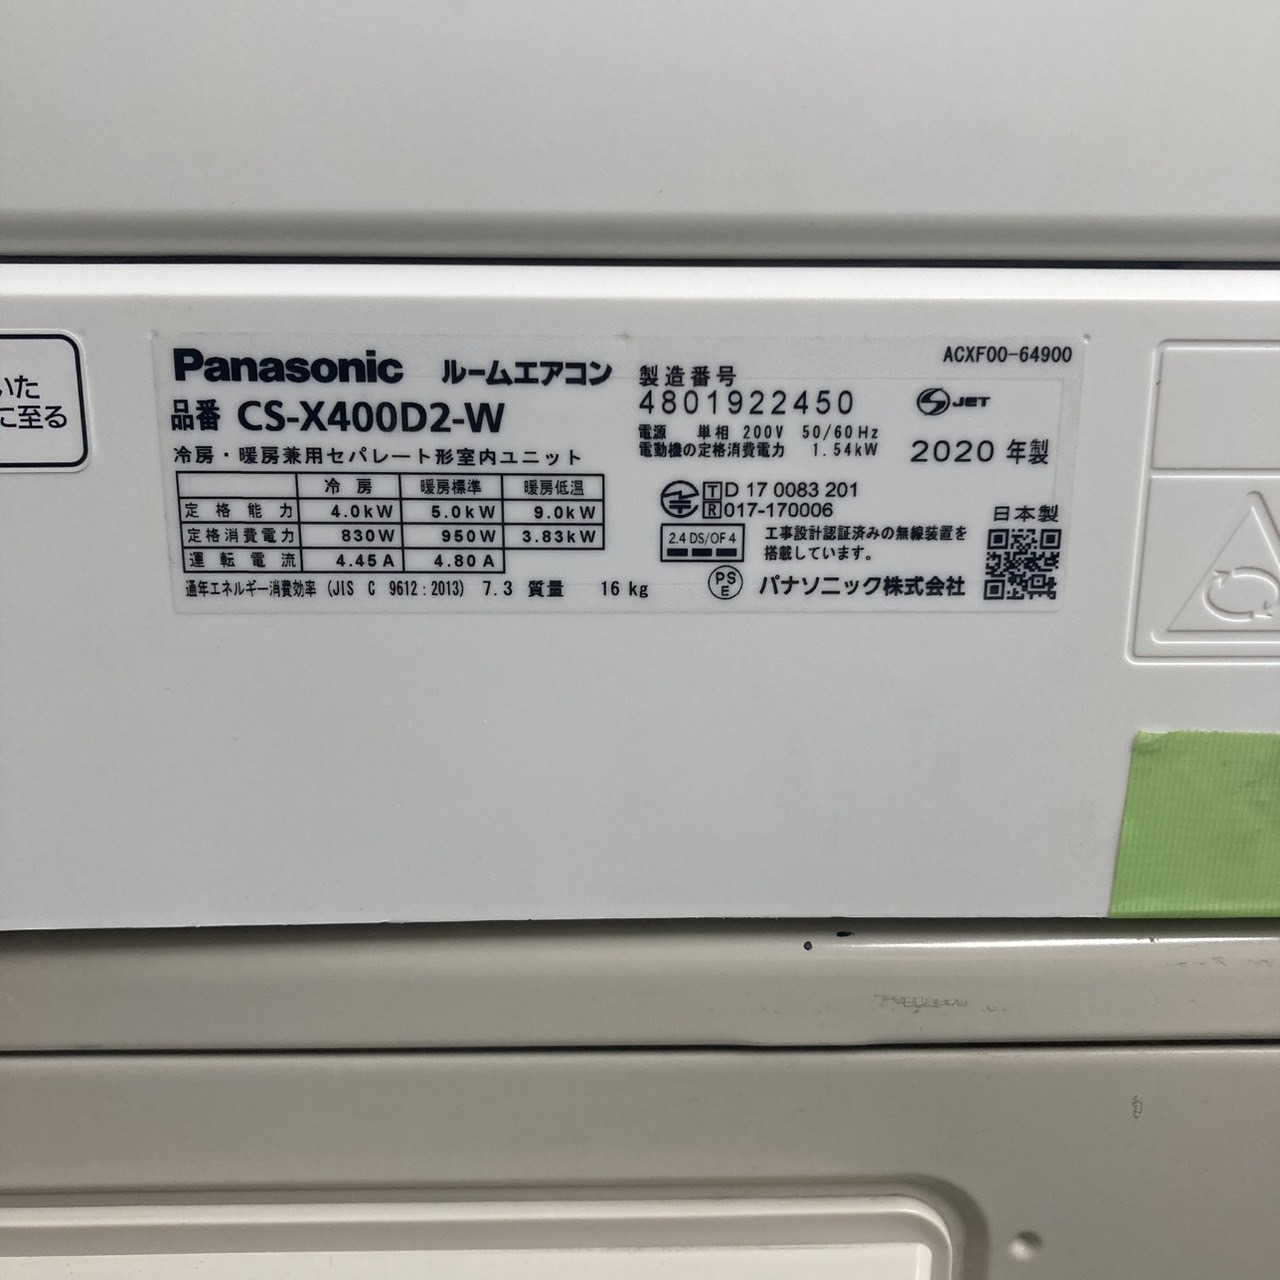 いた
に至る
Panasonic ルームエアコン
品番 CS-X400D2-W
冷房・暖房兼用セパレート形室内ユニット
冷房 暖房標準 暖房低温
定格能力 4.0kW 5.0kW 9.0kW
定格消費電力 830W 950W 3.83kW
運転電流 4.45A 4.80A
通年エネルギー消費効率 (JIS C 9612:2013) 7.3 質量 16 kg
ACXF00-64900
製造番号
4801922450
JET
電源 単相 200V 50/60Hz
電動機の定格消費電力 1.54kW
2020 年製
T D 17 0083 201
R 017-170006
日本製
2.4 DS/OF 4
工事設計認証済みの無線装置を
搭載しています。
PS
E
パナソニック株式会社